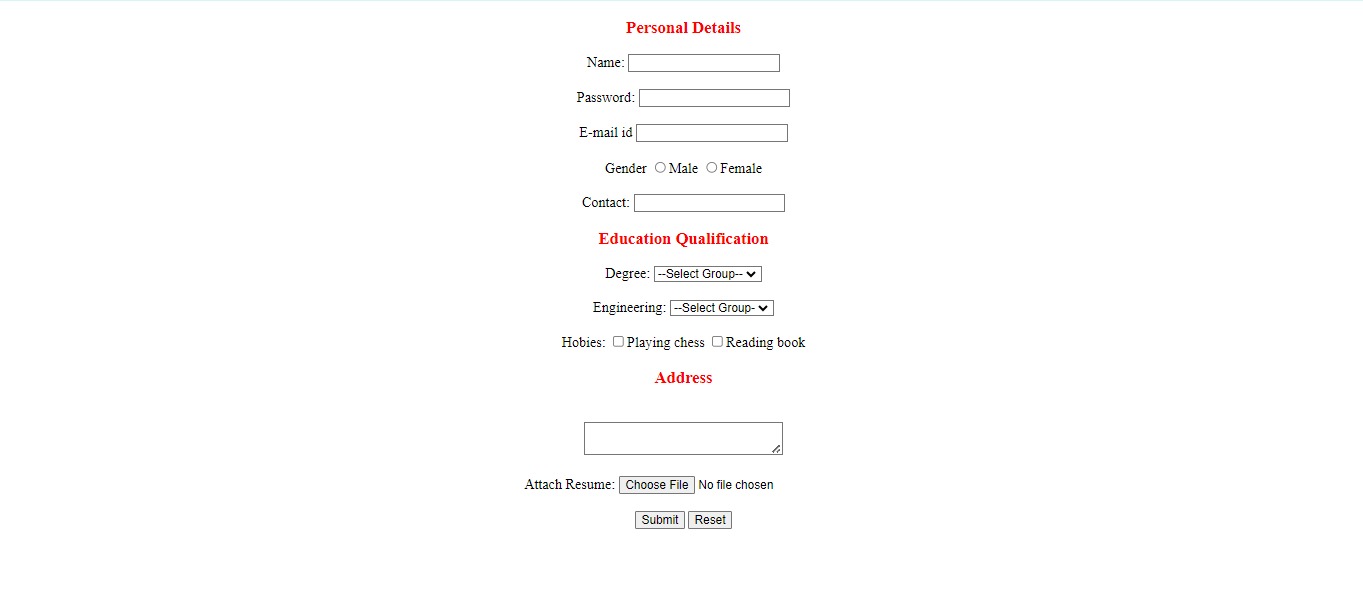 Personal Details
Name:
Password:
E-mail id
Gender Male Female
Contact:
Education Qualification
Degree: --Select Group--
Engineering: --Select Group-
Hobies: Playing chess Reading book
Address
Attach Resume: Choose File No file chosen
Submit Reset